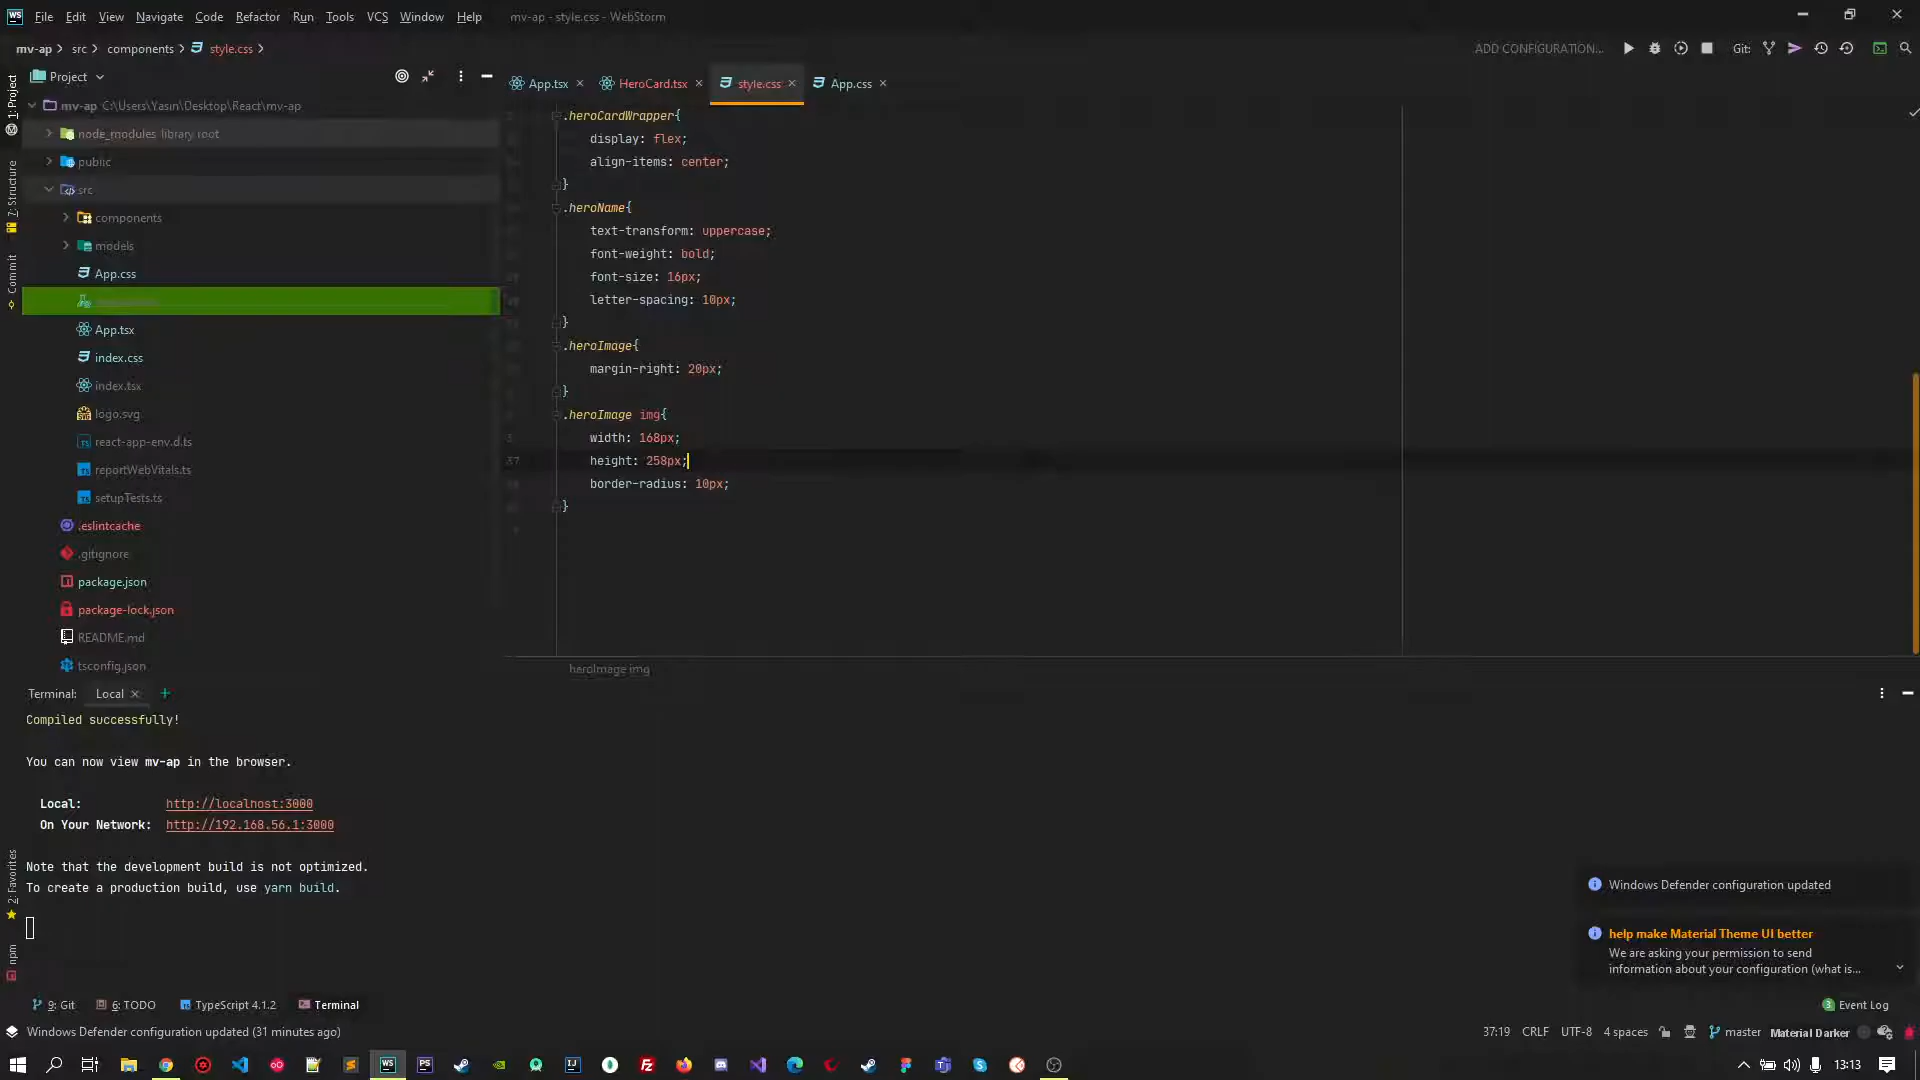 File Edit View Navigate Code Refactor Run Tools VCS Window Help mv-ap - style.css - WebStorm
mv-ap src components style.css ADD CONFIGURATION... Git:
Project
App.tsx HeroCard.tsx style.css App.css
1: Project
7: Structure
Commit
2: Favorites
npm
mv-ap C:\Users\Yasin\Desktop\React\mv-ap
node_modules library root
public
src
components
models
App.css
App.tsx
index.css
index.tsx
logo.svg
react-app-env.d.ts
reportWebVitals.ts
setupTests.ts
.eslintcache
.gitignore
package.json
package-lock.json
README.md
tsconfig.json
.heroCardWrapper{
display: flex;
align-items: center;
}
.heroName{
text-transform: uppercase;
font-weight: bold;
font-size: 16px;
letter-spacing: 10px;
}
.heroImage{
margin-right: 20px;
}
.heroImage img{
width: 168px;
37 height: 258px;
border-radius: 10px;
}
heroImage img
Terminal: Local
Compiled successfully!
You can now view mv-ap in the browser.
Local: http://localhost:3000
On Your Network: http://192.168.56.1:3000
Note that the development build is not optimized.
To create a production build, use yarn build.
Windows Defender configuration updated
help make Material Theme UI better
We are asking your permission to send
information about your configuration (what is...
9: Git 6: TODO TypeScript 4.1.2 Terminal 3 Event Log
Windows Defender configuration updated (31 minutes ago) 37:19 CRLF UTF-8 4 spaces master Material Darker
13:13